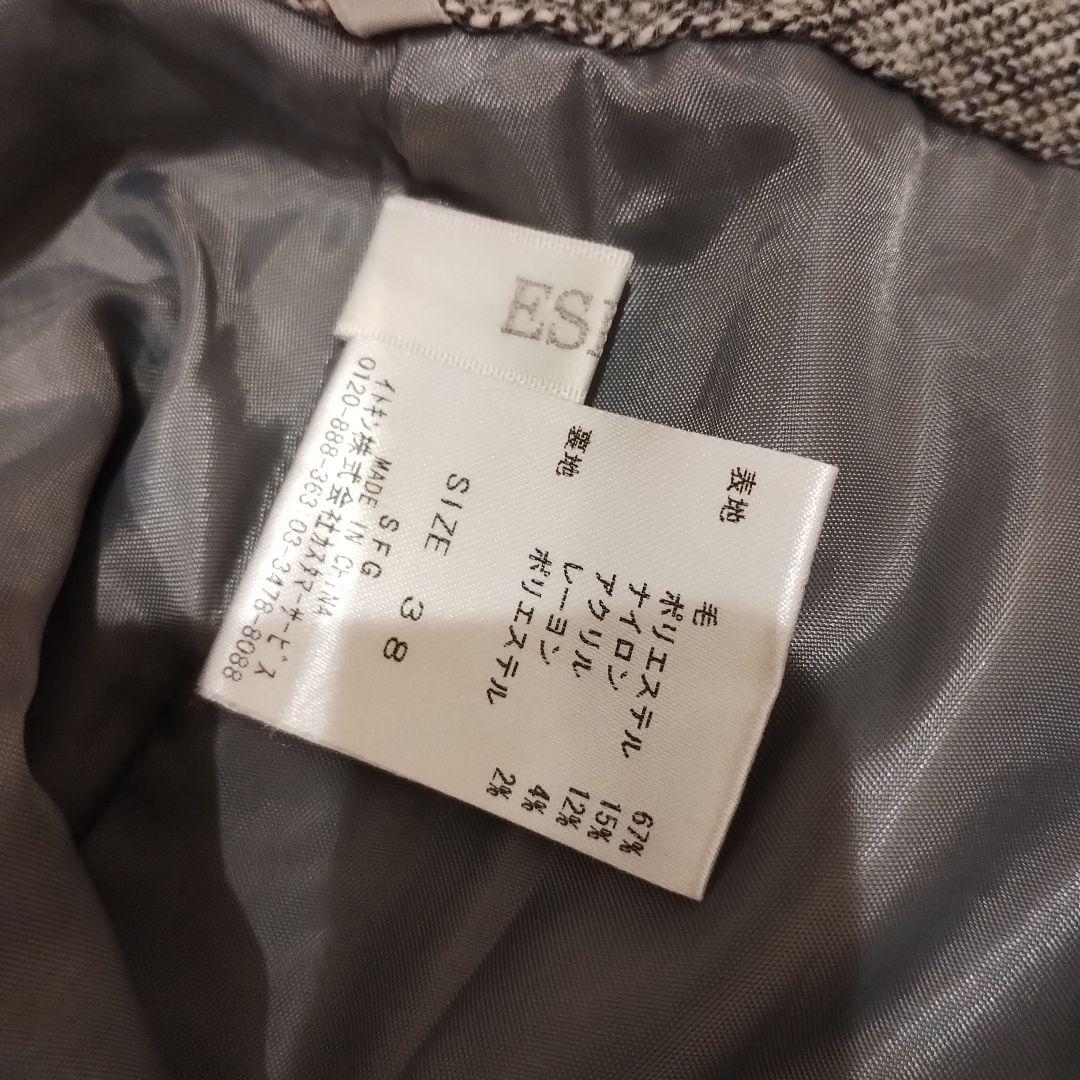 ES
表地 毛 67%
ポリエステル 15%
ナイロン 12%
アクリル 4%
レーヨン 2%
裏地 ポリエステル
SIZE 38
SFG
MADE IN CHINA
ｲﾄｷﾝ株式会社ｶｽﾀﾏｰｻｰﾋﾞｽ
0120-888-363 03-3478-8088